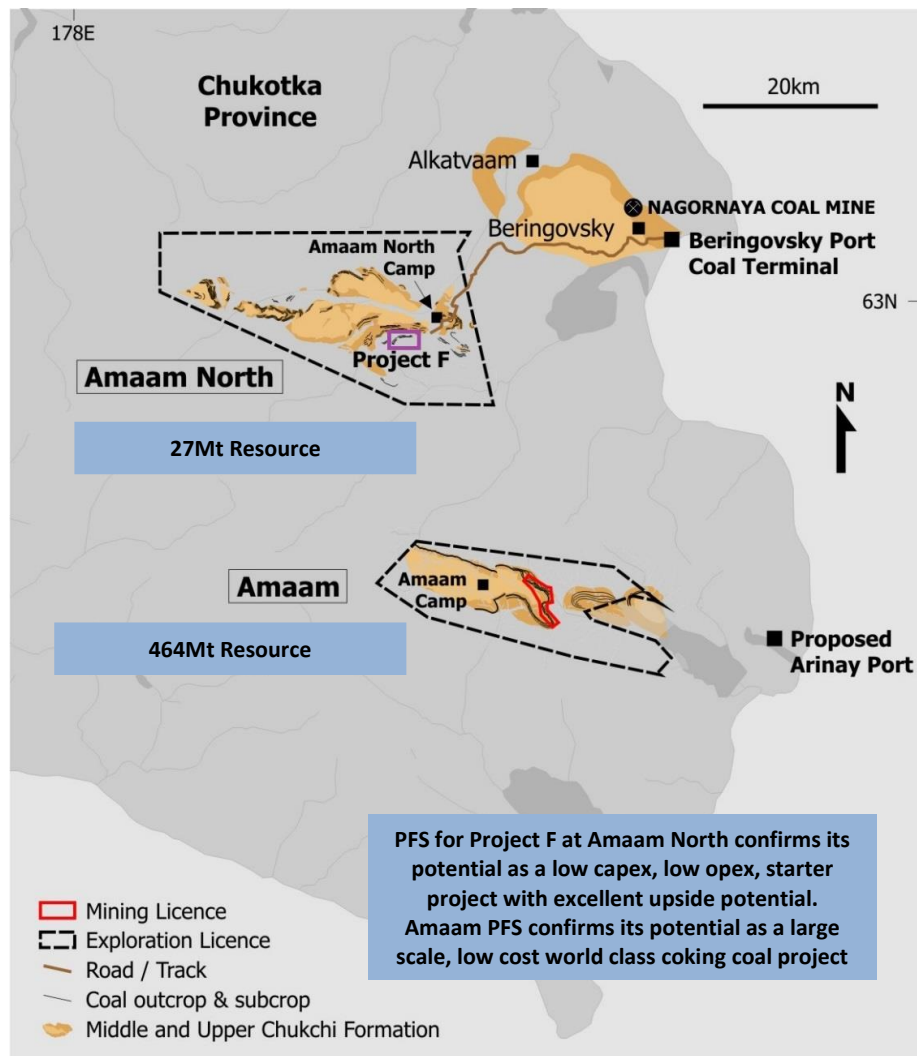 178E
Chukotka
Province
20km
Alkatvaam
NAGORNAYA COAL MINE
Beringovsky
Beringovsky Port
Coal Terminal
Amaam North
Camp
63N
Project F
Amaam North
N
27Mt Resource
Amaam
Amaam
Camp
464Mt Resource
Proposed
Arinay Port
PFS for Project F at Amaam North confirms its
potential as a low capex, low opex, starter
project with excellent upside potential.
Amaam PFS confirms its potential as a large
scale, low cost world class coking coal project
Mining Licence
Exploration Licence
Road / Track
Coal outcrop & subcrop
Middle and Upper Chukchi Formation